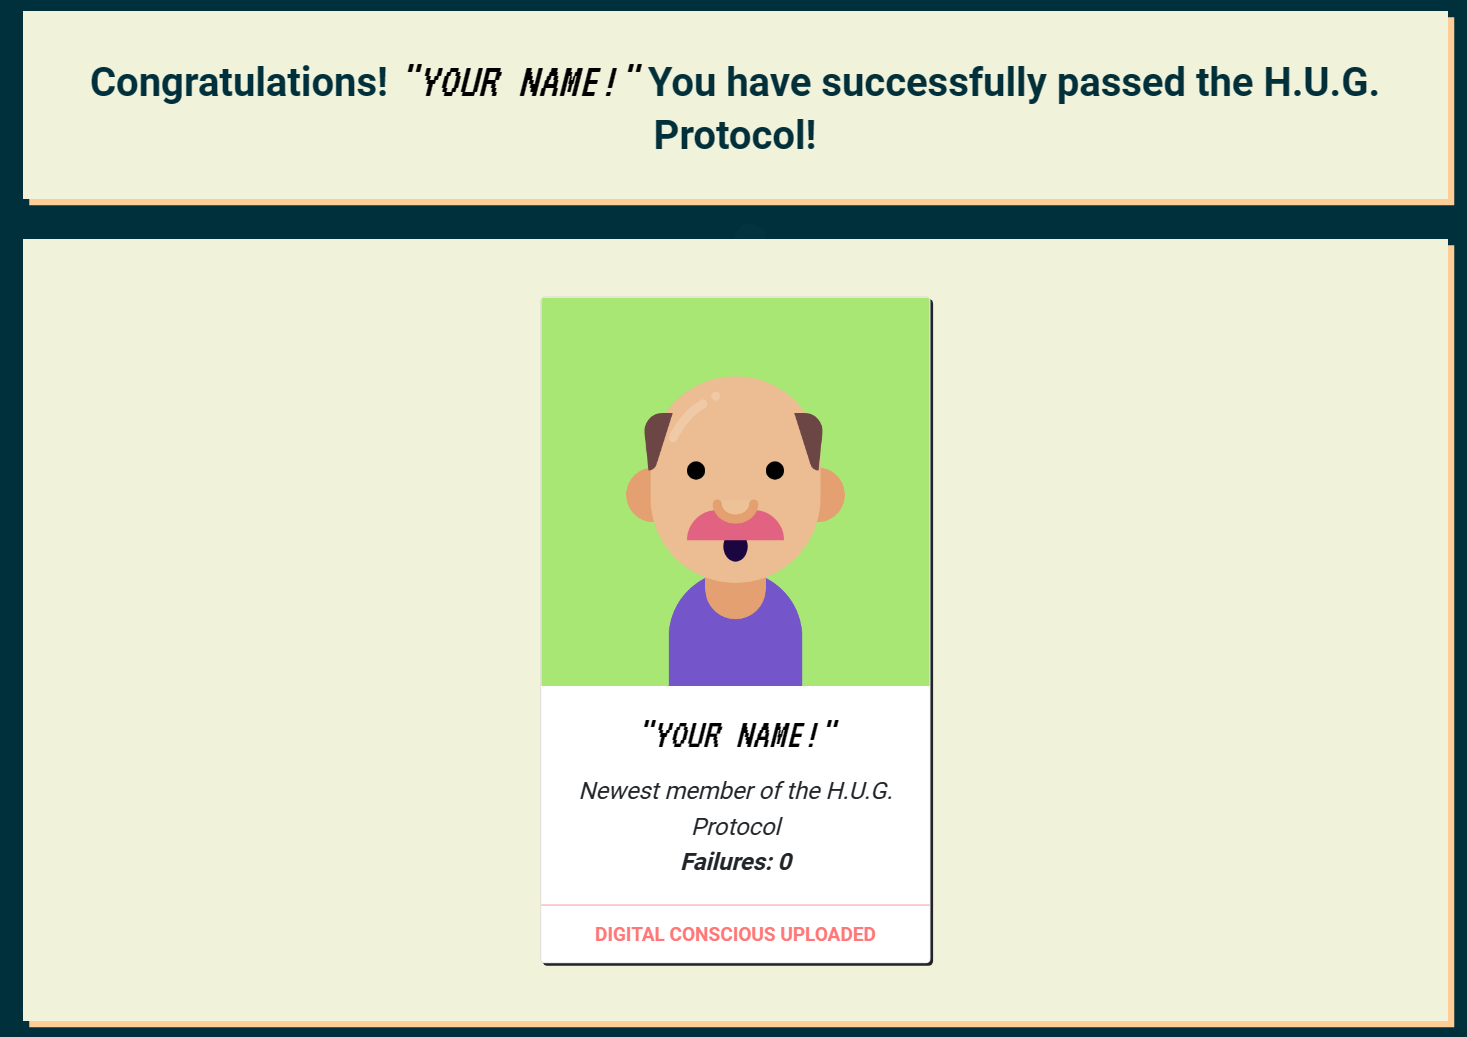 Congratulations! "YOUR NAME!" You have successfully passed the H.U.G.
Protocol!
"YOUR NAME!"
Newest member of the H.U.G.
Protocol
Failures: 0
DIGITAL CONSCIOUS UPLOADED